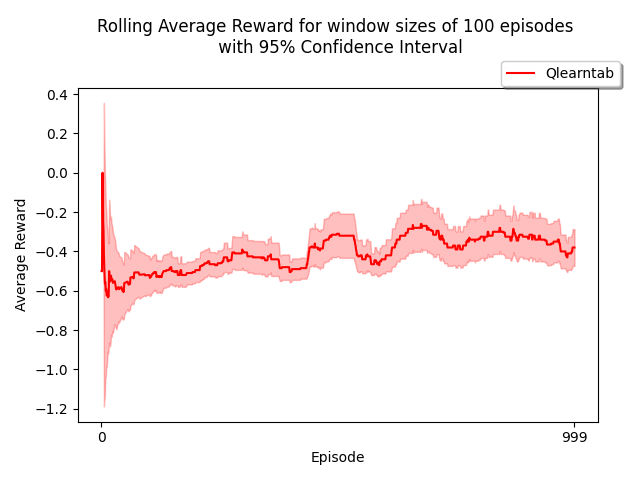 Rolling Average Reward for window sizes of 100 episodes
with 95% Confidence Interval
Qlearntab
0.4
0.2
0.0
−0.2
−0.4
−0.6
−0.8
−1.0
−1.2
Average Reward
0 999
Episode